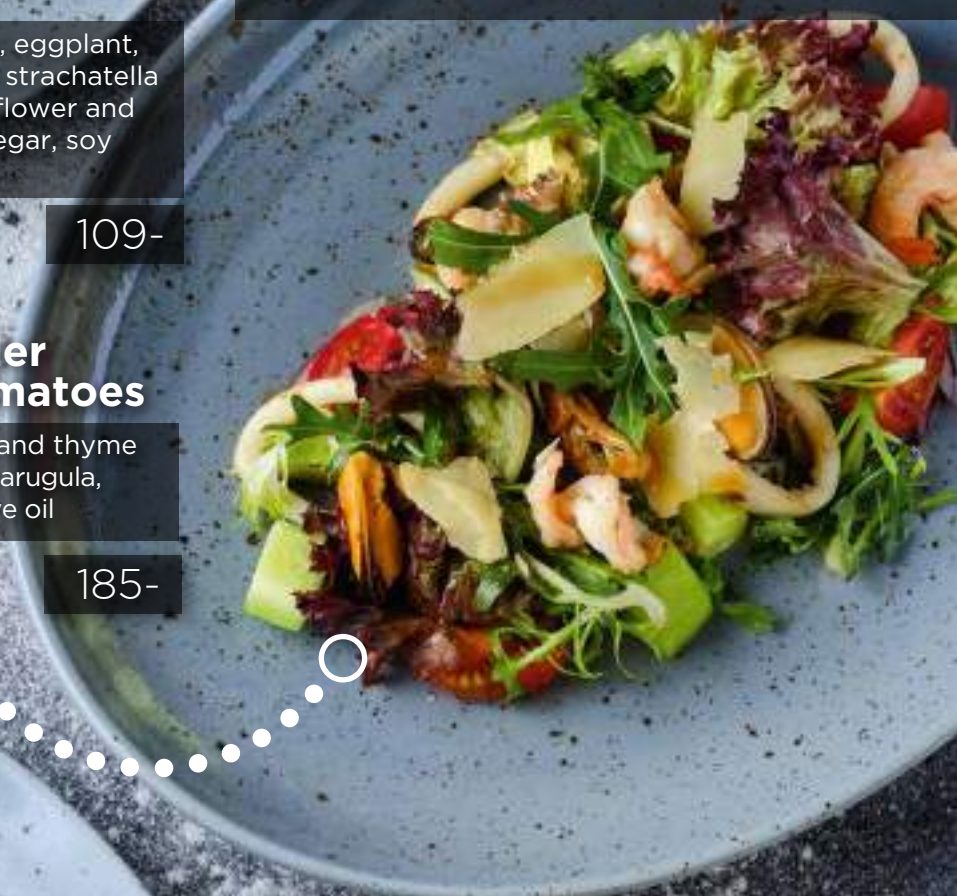 , eggplant,
strachatella
flower and
egar, soy
109-
er
matoes
and thyme
arugula,
e oil
185-